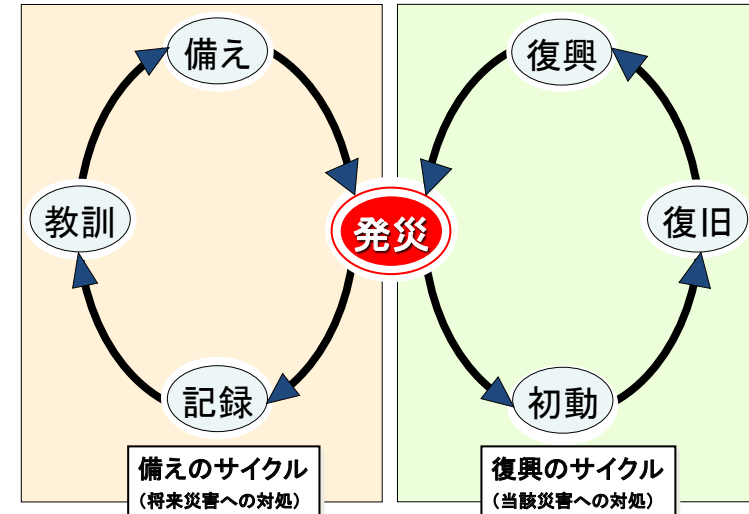 備え
復興
教訓
発災
復旧
記録
初動
備えのサイクル
(将来災害への対処)
復興のサイクル
(当該災害への対処)